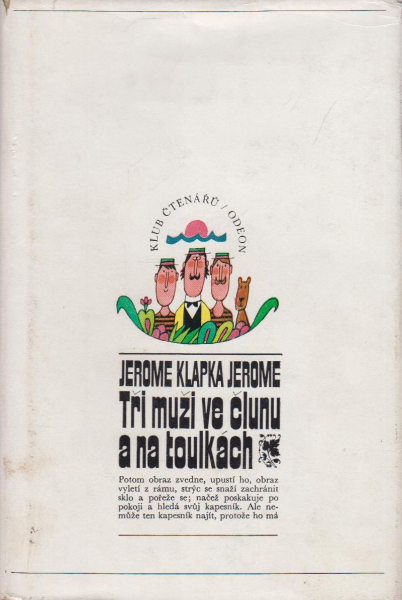 KLUB ČTENÁŘŮ / ODEON
JEROME KLAPKA JEROME
Tři muži ve člunu
a na toulkách
Potom obraz zvedne, upustí ho, obraz
vyletí z rámu, strýc se snaží zachránit
sklo a pořeže se; načež poskakuje po
pokoji a hledá svůj kapesník. Ale ne-
může ten kapesník najít, protože ho má